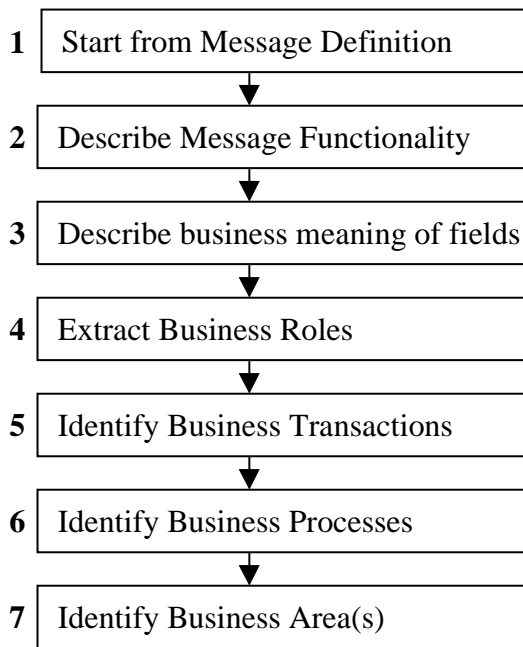 1 Start from Message Definition
2 Describe Message Functionality
3 Describe business meaning of fields
4 Extract Business Roles
5 Identify Business Transactions
6 Identify Business Processes
7 Identify Business Area(s)